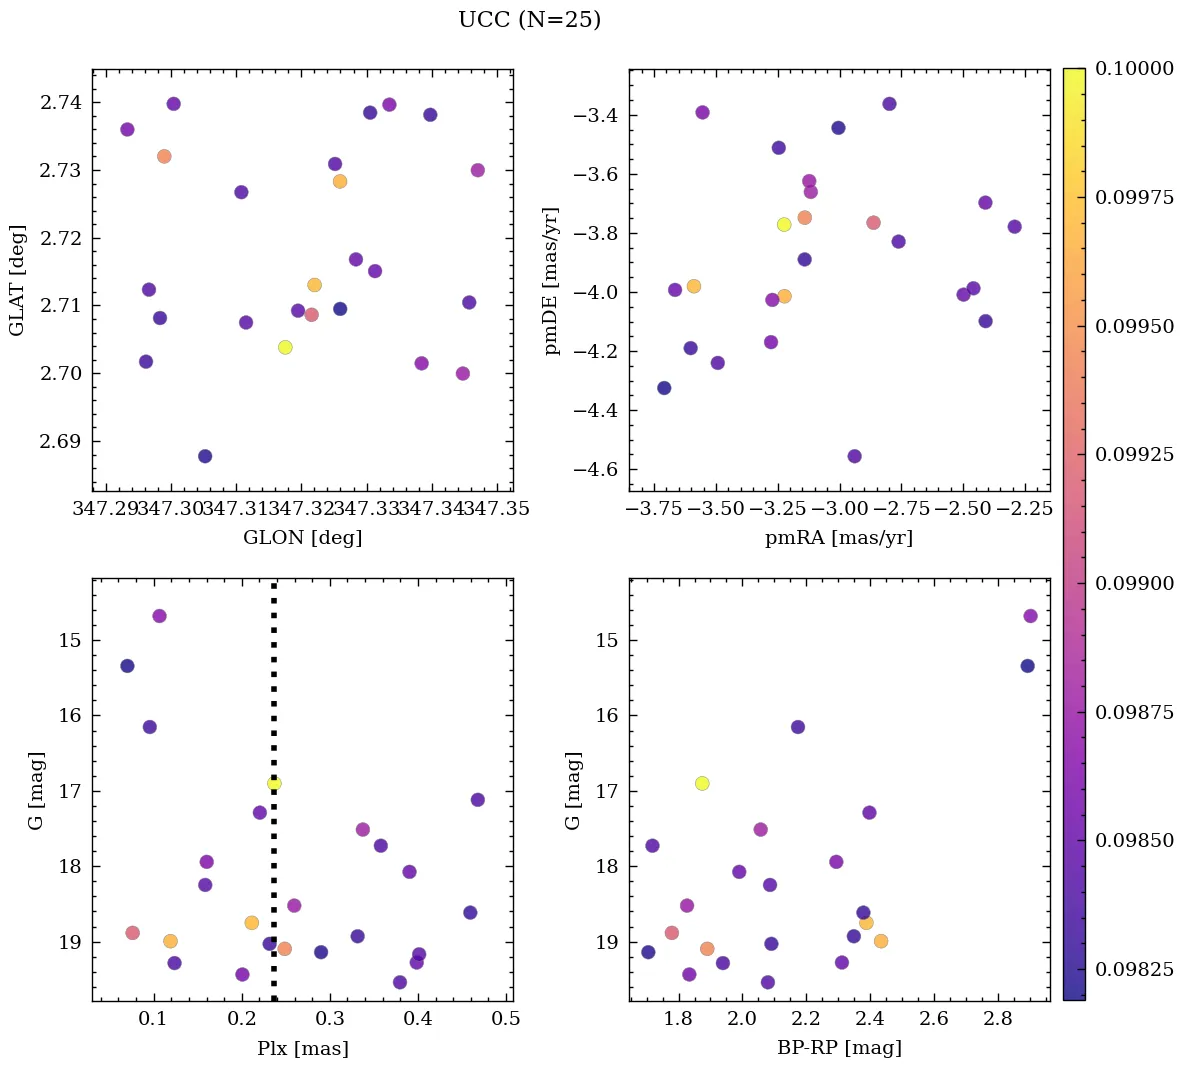 UCC (N=25)
2.74
2.73
2.72
2.71
2.70
2.69
GLAT [deg]
347.29 347.30 347.31 347.32 347.33 347.34 347.35
GLON [deg]
−3.4
−3.6
−3.8
−4.0
−4.2
−4.4
−4.6
pmDE [mas/yr]
−3.75 −3.50 −3.25 −3.00 −2.75 −2.50 −2.25
pmRA [mas/yr]
0.10000
0.09975
0.09950
0.09925
0.09900
0.09875
0.09850
0.09825
15
16
17
18
19
G [mag]
0.1 0.2 0.3 0.4 0.5
Plx [mas]
15
16
17
18
19
G [mag]
1.8 2.0 2.2 2.4 2.6 2.8
BP-RP [mag]